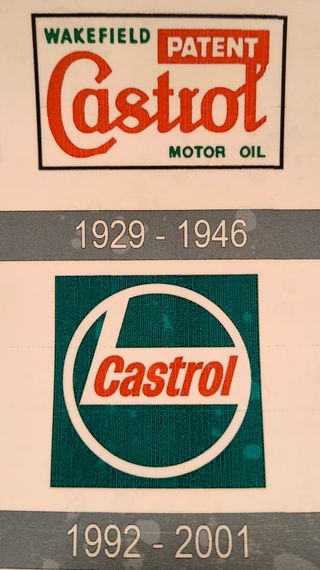 WAKEFIELD PATENT
Castrol
MOTOR OIL
1929 - 1946
Castrol
1992 - 2001